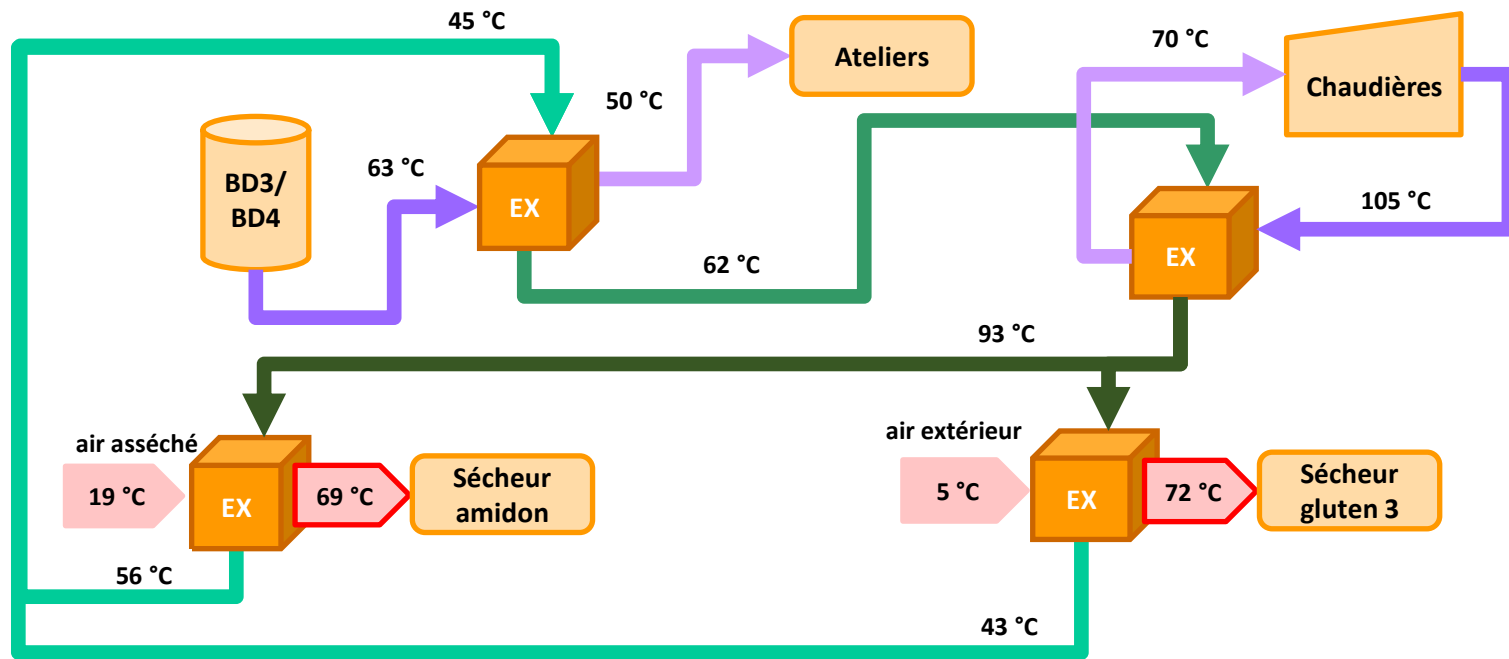 45 °C
70 °C
Ateliers
Chaudières
50 °C
63 °C
BD3/
BD4
EX
105 °C
EX
62 °C
93 °C
air asséché
19 °C
EX
69 °C
Sécheur
amidon
air extérieur
5 °C
EX
72 °C
Sécheur
gluten 3
56 °C
43 °C